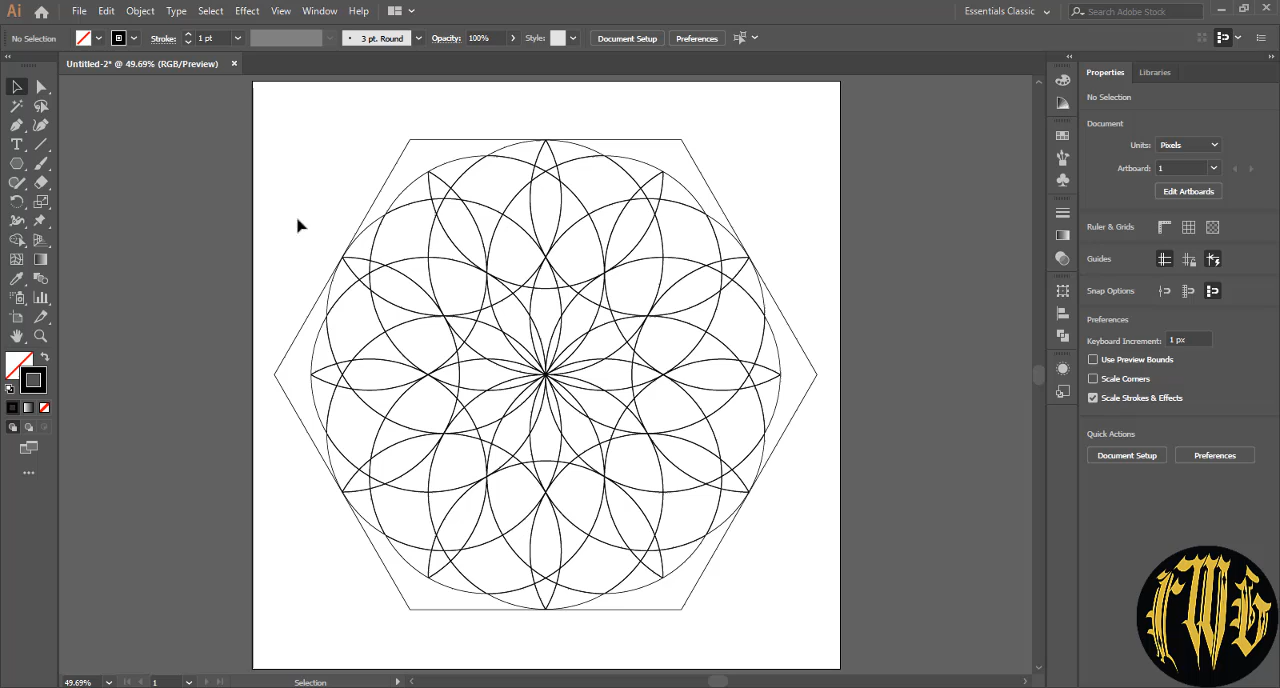 Ai File Edit Object Type Select Effect View Window Help Essentials Classic Search Adobe Stock
No Selection Stroke: 1 pt 3 pt. Round Opacity: 100% Style: Document Setup Preferences
Untitled-2* @ 49.69% (RGB/Preview)
Properties Libraries
No Selection
Document
Units: Pixels
Artboard: 1
Edit Artboards
Ruler & Grids
Guides
Snap Options
Preferences
Keyboard Increment: 1 px
Use Preview Bounds
Scale Corners
Scale Strokes & Effects
Quick Actions
Document Setup Preferences
49.69% 1 Selection